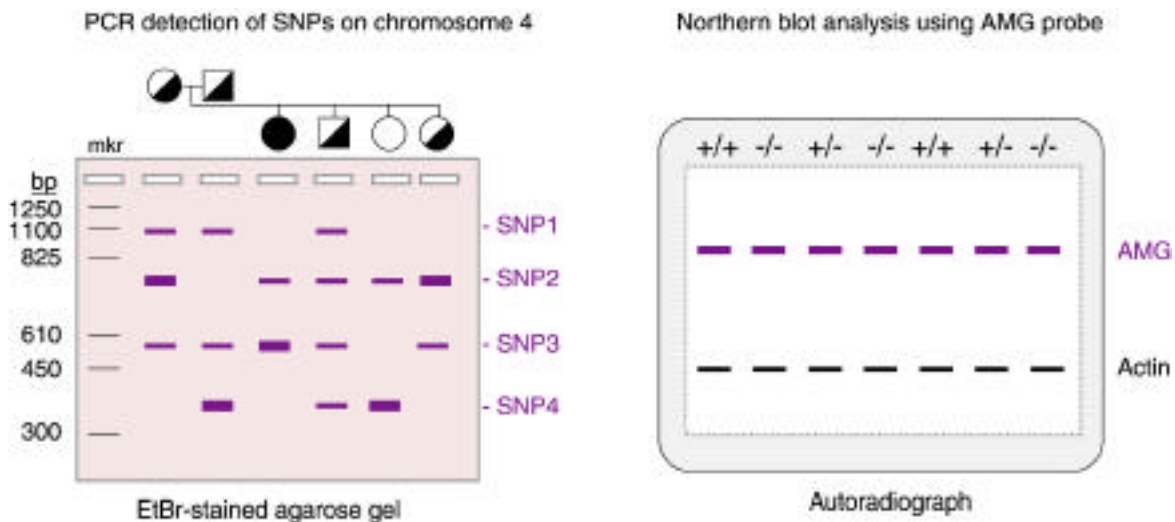 PCR detection of SNPs on chromosome 4
mkr
bp
1250
1100
825
610
450
300
- SNP1
- SNP2
- SNP3
- SNP4
EtBr-stained agarose gel
Northern blot analysis using AMG probe
+/+ -/- +/- -/- +/+ +/- -/-
AMG
Actin
Autoradiograph